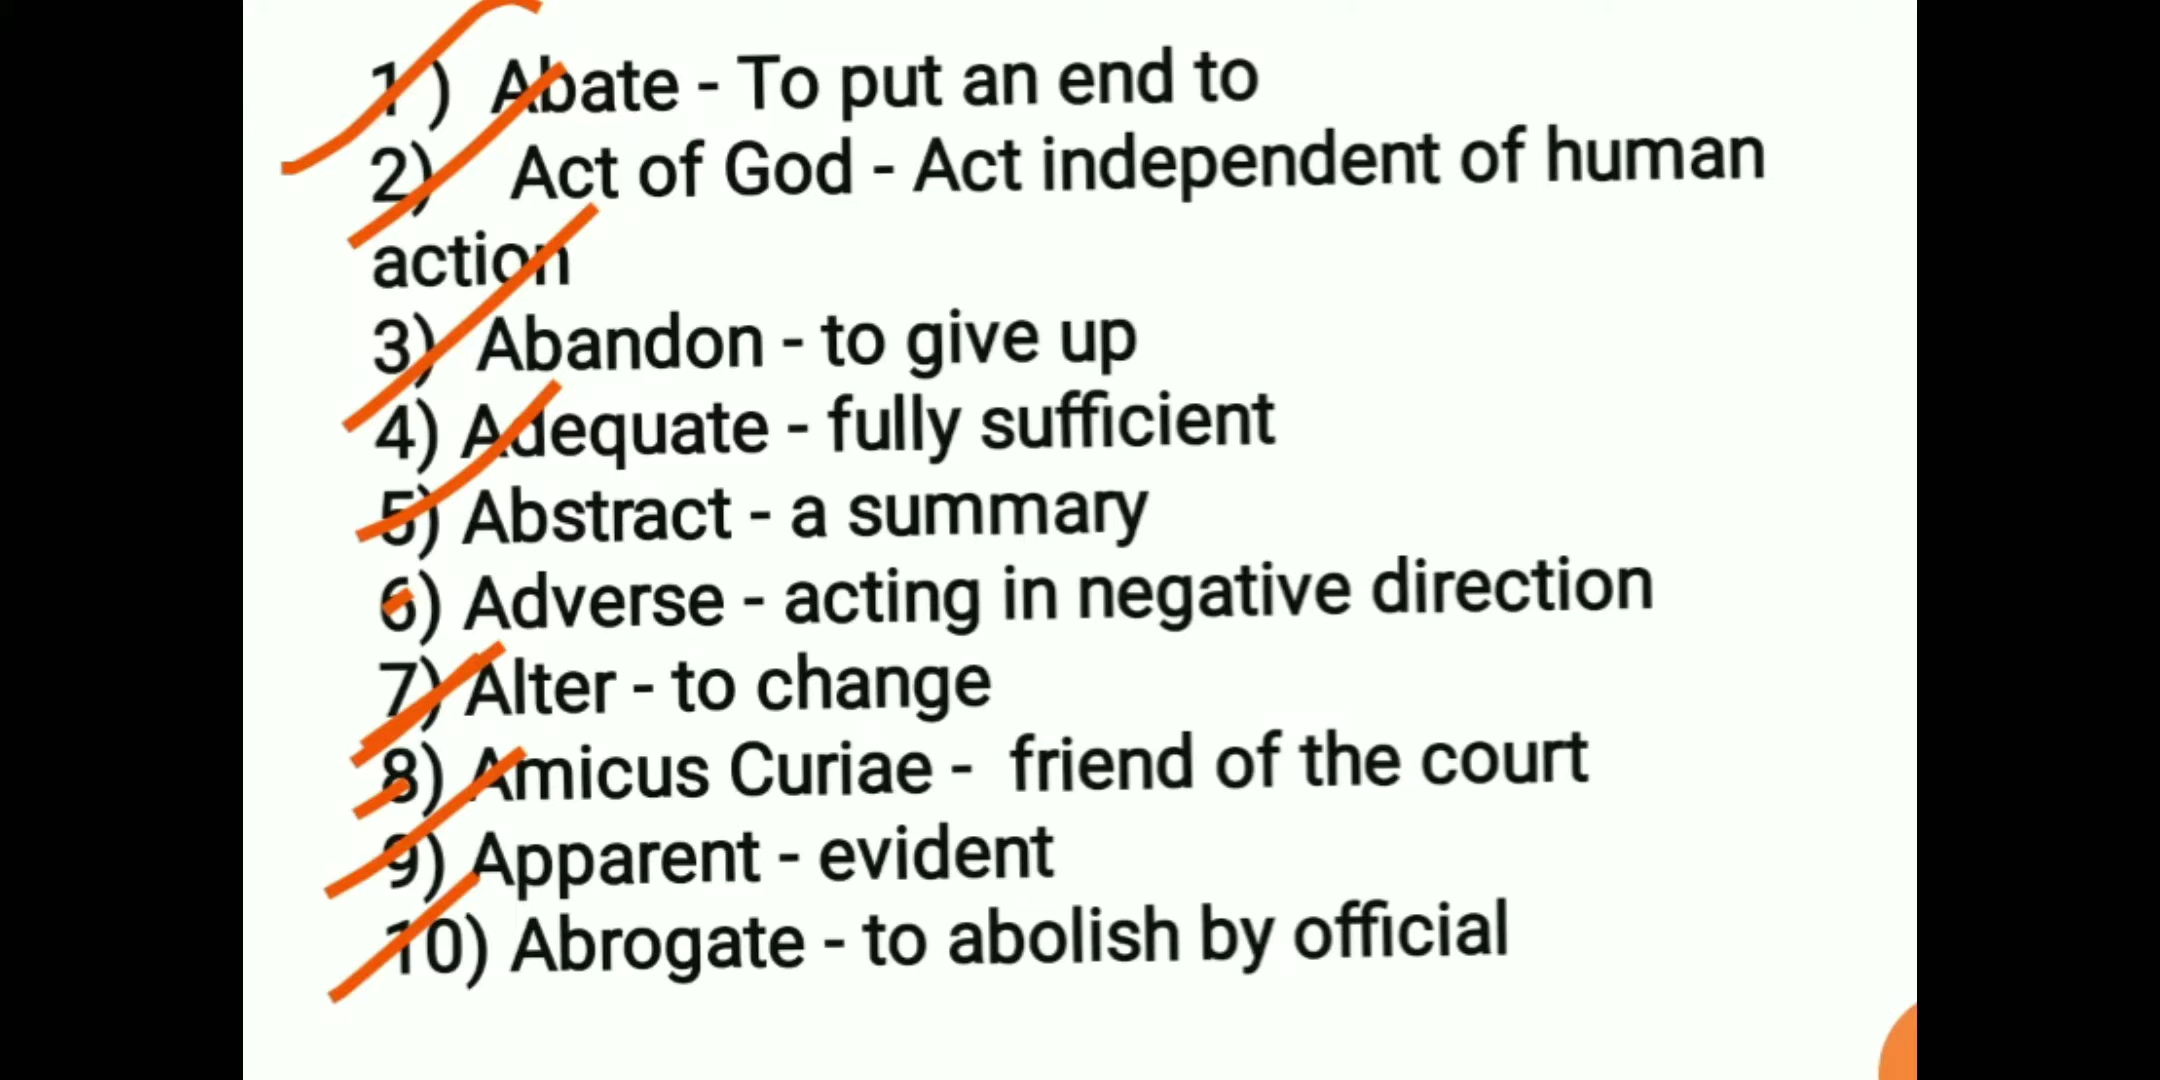 1) Abate - To put an end to
2) Act of God - Act independent of human
action
3) Abandon - to give up
4) Adequate - fully sufficient
5) Abstract - a summary
6) Adverse - acting in negative direction
7) Alter - to change
8) Amicus Curiae - friend of the court
9) Apparent - evident
10) Abrogate - to abolish by official